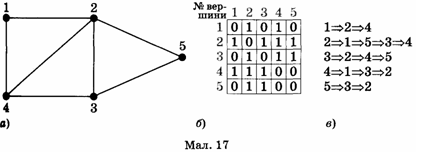 1 2
5
4 3
а)
№ вер-
шини 1 2 3 4 5
1 0 1 0 1 0
2 1 0 1 1 1
3 0 1 0 1 1
4 1 1 1 0 0
5 0 1 1 0 0
б)
1⇒2⇒4
2⇒1⇒5⇒3⇒4
3⇒2⇒4⇒5
4⇒1⇒3⇒2
5⇒3⇒2
в)
Мал. 17